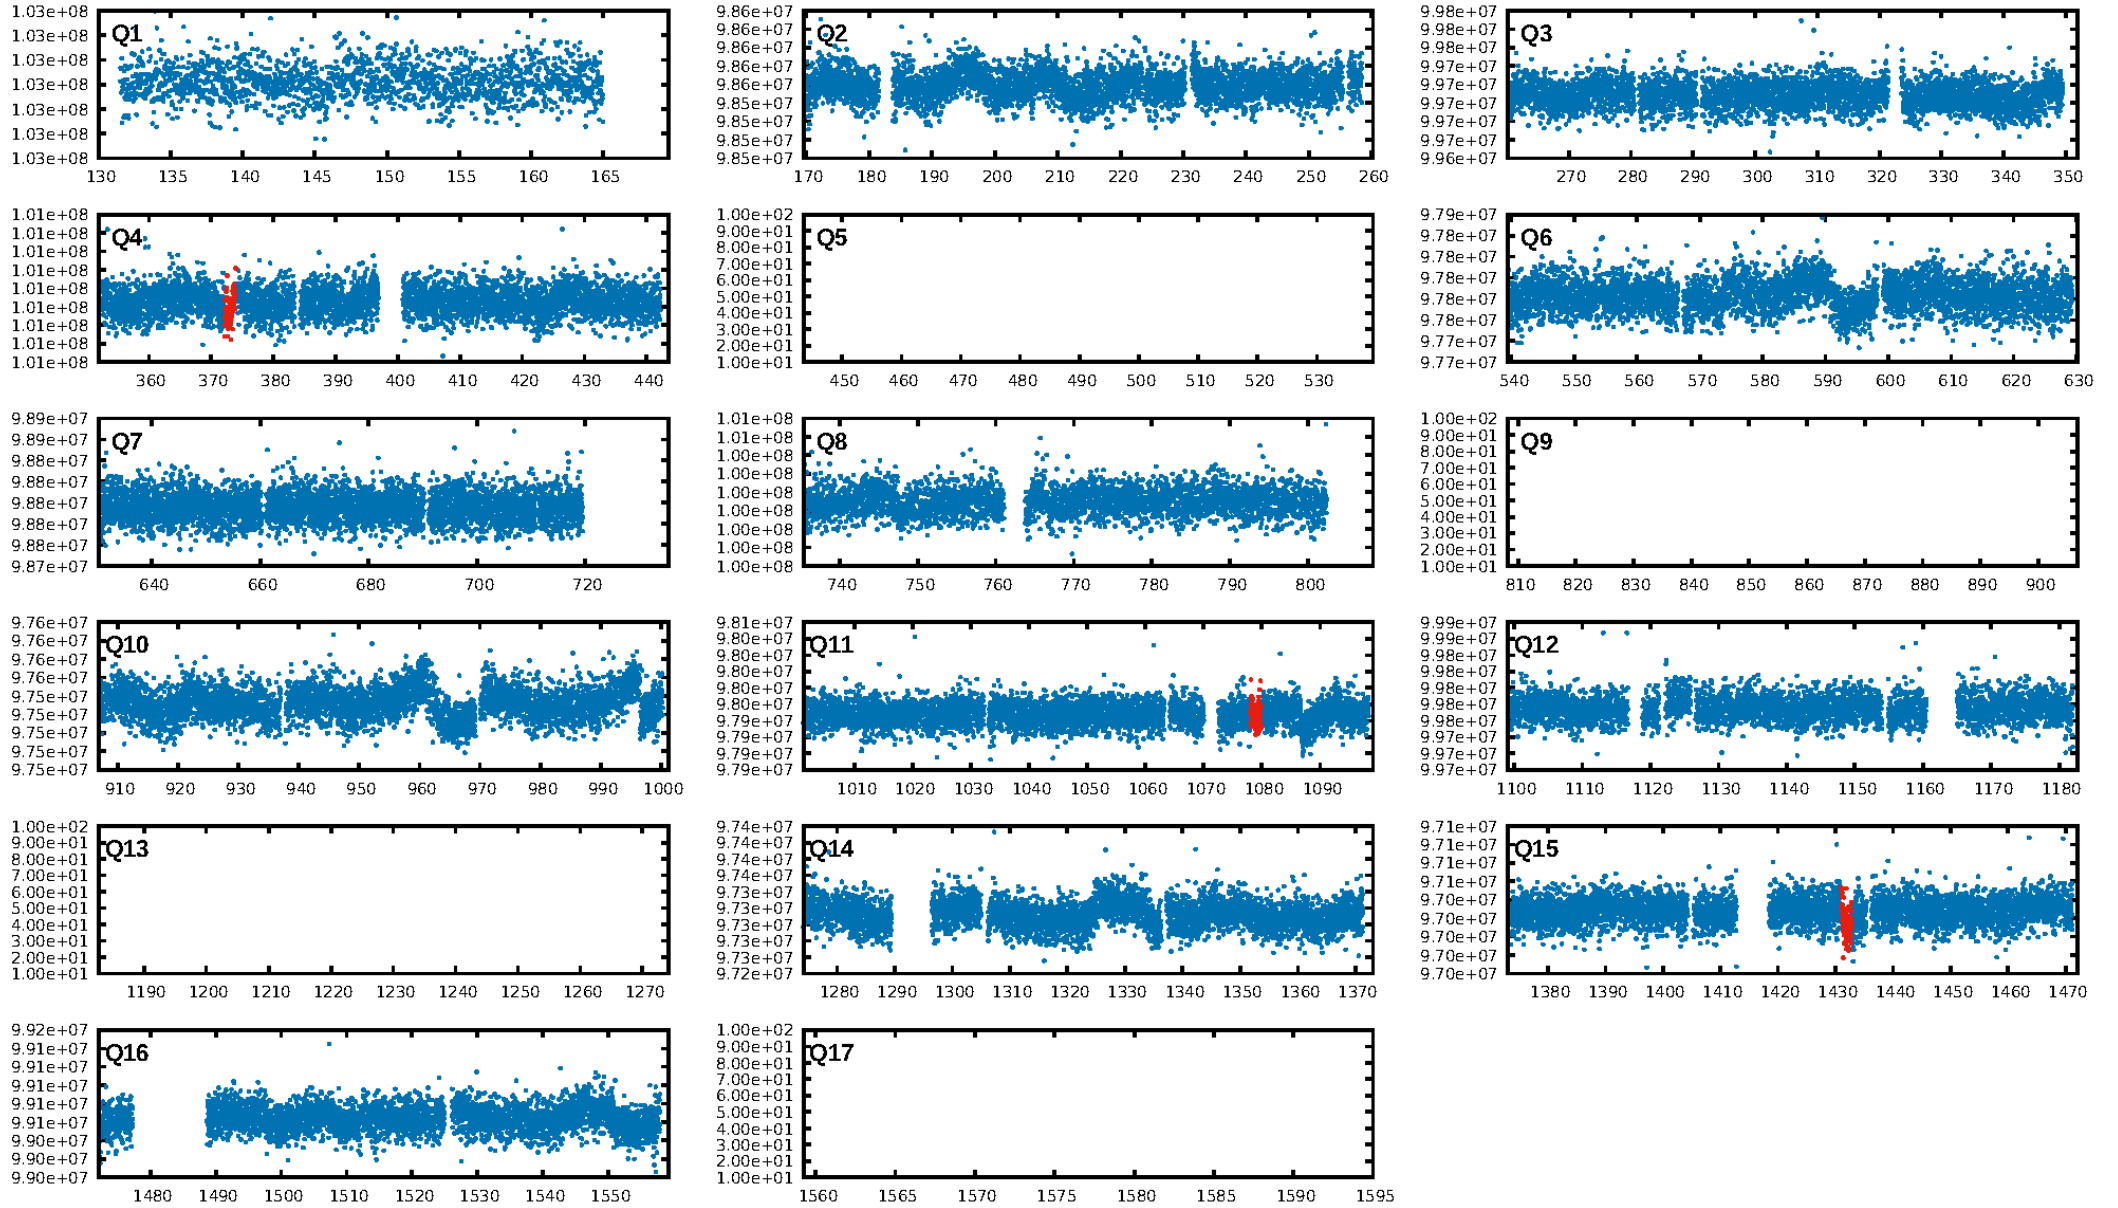 1.03e+08 1.03e+08 1.03e+08 1.03e+08 1.03e+08 1.03e+08 1.03e+08
Q1
130 135 140 145 150 155 160 165
9.86e+07 9.86e+07 9.86e+07 9.86e+07 9.86e+07 9.85e+07 9.85e+07 9.85e+07 9.85e+07
Q2
170 180 190 200 210 220 230 240 250 260
9.98e+07 9.98e+07 9.98e+07 9.97e+07 9.97e+07 9.97e+07 9.97e+07 9.97e+07 9.96e+07
Q3
270 280 290 300 310 320 330 340 350
1.01e+08 1.01e+08 1.01e+08 1.01e+08 1.01e+08 1.01e+08 1.01e+08 1.01e+08 1.01e+08
Q4
360 370 380 390 400 410 420 430 440
1.00e+02 9.00e+01 8.00e+01 7.00e+01 6.00e+01 5.00e+01 4.00e+01 3.00e+01 2.00e+01 1.00e+01
Q5
450 460 470 480 490 500 510 520 530
9.79e+07 9.78e+07 9.78e+07 9.78e+07 9.78e+07 9.78e+07 9.77e+07 9.77e+07
Q6
540 550 560 570 580 590 600 610 620 630
9.89e+07 9.89e+07 9.88e+07 9.88e+07 9.88e+07 9.88e+07 9.88e+07 9.87e+07
Q7
640 660 680 700 720
1.01e+08 1.01e+08 1.00e+08 1.00e+08 1.00e+08 1.00e+08 1.00e+08 1.00e+08 1.00e+08
Q8
740 750 760 770 780 790 800
1.00e+02 9.00e+01 8.00e+01 7.00e+01 6.00e+01 5.00e+01 4.00e+01 3.00e+01 2.00e+01 1.00e+01
Q9
810 820 830 840 850 860 870 880 890 900
9.76e+07 9.76e+07 9.76e+07 9.76e+07 9.75e+07 9.75e+07 9.75e+07 9.75e+07 9.75e+07
Q10
910 920 930 940 950 960 970 980 990 1000
9.81e+07 9.80e+07 9.80e+07 9.80e+07 9.80e+07 9.80e+07 9.79e+07 9.79e+07 9.79e+07 9.79e+07
Q11
1010 1020 1030 1040 1050 1060 1070 1080 1090
9.99e+07 9.99e+07 9.98e+07 9.98e+07 9.98e+07 9.98e+07 9.98e+07 9.97e+07 9.97e+07 9.97e+07
Q12
1100 1110 1120 1130 1140 1150 1160 1170 1180
1.00e+02 9.00e+01 8.00e+01 7.00e+01 6.00e+01 5.00e+01 4.00e+01 3.00e+01 2.00e+01 1.00e+01
Q13
1190 1200 1210 1220 1230 1240 1250 1260 1270
9.74e+07 9.74e+07 9.74e+07 9.74e+07 9.73e+07 9.73e+07 9.73e+07 9.73e+07 9.72e+07
Q14
1280 1290 1300 1310 1320 1330 1340 1350 1360 1370
9.71e+07 9.71e+07 9.71e+07 9.71e+07 9.70e+07 9.70e+07 9.70e+07 9.70e+07 9.70e+07
Q15
1380 1390 1400 1410 1420 1430 1440 1450 1460 1470
9.92e+07 9.91e+07 9.91e+07 9.91e+07 9.91e+07 9.91e+07 9.90e+07 9.90e+07 9.90e+07
Q16
1480 1490 1500 1510 1520 1530 1540 1550
1.00e+02 9.00e+01 8.00e+01 7.00e+01 6.00e+01 5.00e+01 4.00e+01 3.00e+01 2.00e+01 1.00e+01
Q17
1560 1565 1570 1575 1580 1585 1590 1595